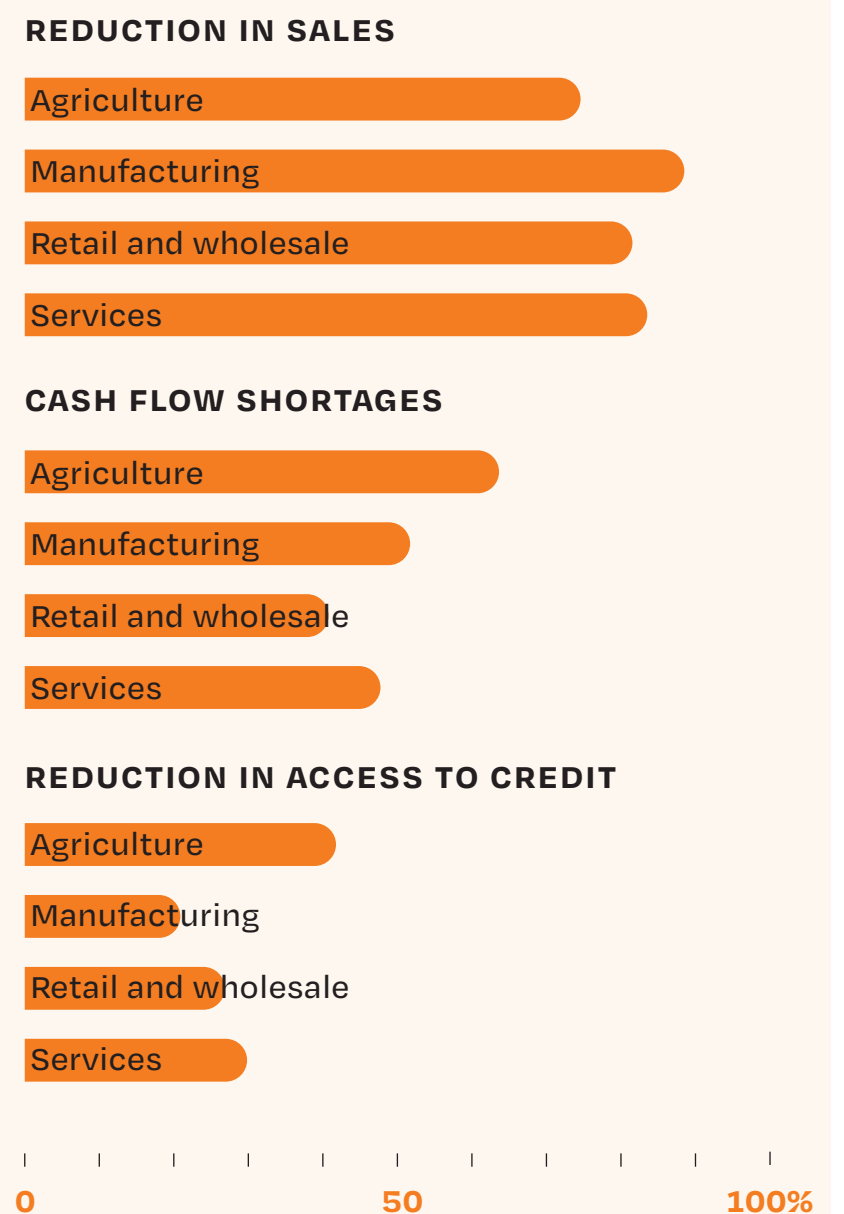 REDUCTION IN SALES
Agriculture
Manufacturing
Retail and wholesale
Services
CASH FLOW SHORTAGES
Agriculture
Manufacturing
Retail and wholesale
Services
REDUCTION IN ACCESS TO CREDIT
Agriculture
Manufacturing
Retail and wholesale
Services
0 50 100%